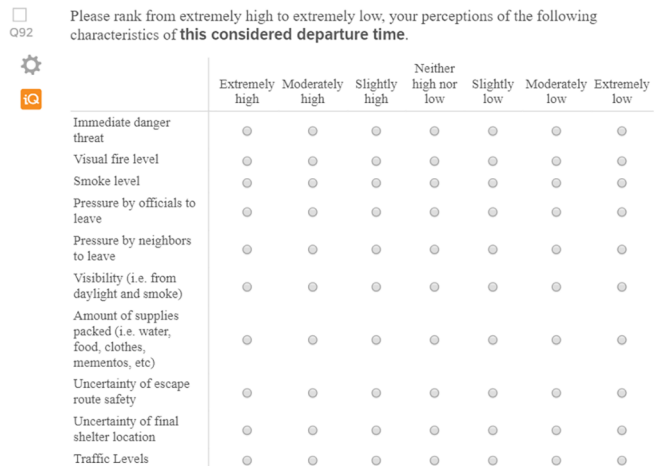 Please rank from extremely high to extremely low, your perceptions of the following
Q92
characteristics of this considered departure time.
iQ
Neither
Extremely Moderately Slightly high nor Slightly Moderately Extremely
high high high low low low low
Immediate danger
threat
Visual fire level
Smoke level
Pressure by officials to
leave
Pressure by neighbors
to leave
Visibility (i.e. from
daylight and smoke)
Amount of supplies
packed (i.e. water,
food, clothes,
mementos, etc)
Uncertainty of escape
route safety
Uncertainty of final
shelter location
Traffic Levels